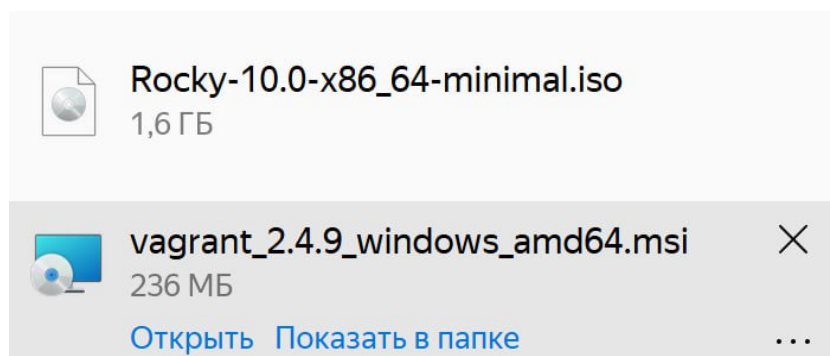 Rocky-10.0-x86_64-minimal.iso
1,6 ГБ
vagrant_2.4.9_windows_amd64.msi
236 МБ
Открыть Показать в папке